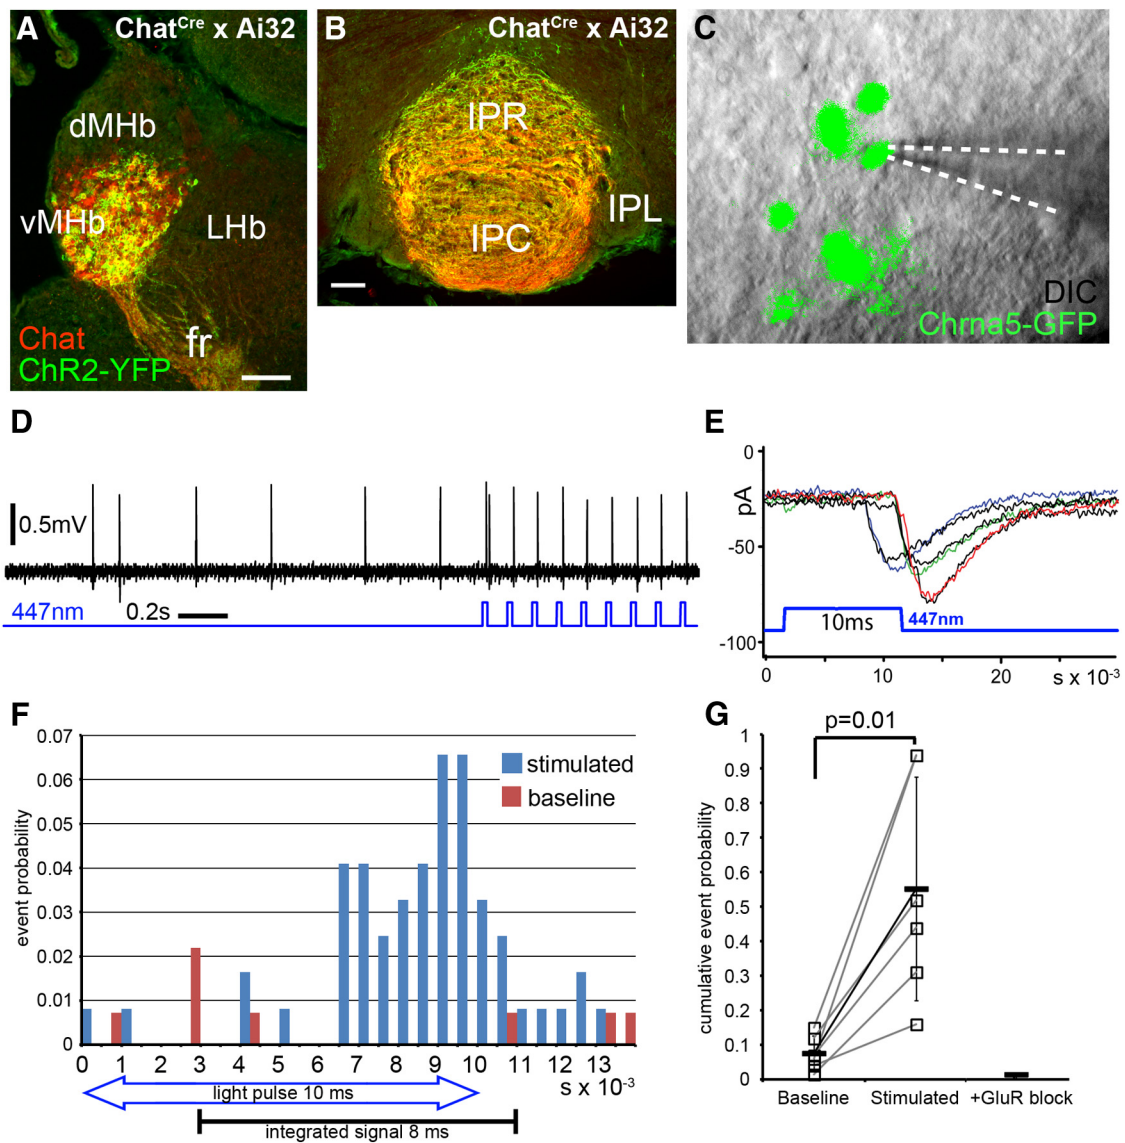 A
Chat^Cre x Ai32
dMHb
vMHb
LHb
fr
Chat
ChR2-YFP
B
Chat^Cre x Ai32
IPR
IPL
IPC
C
DIC
Chrna5-GFP
D
0.5mV
447nm
0.2s
E
0
-50
-100
pA
10ms
447nm
0
10
20
s x 10^-3
F
0.07
0.06
0.05
0.04
0.03
0.02
0.01
0
event probability
stimulated
baseline
0 1 2 3 4 5 6 7 8 9 10 11 12 13
s x 10^-3
light pulse 10 ms
integrated signal 8 ms
G
p=0.01
1
0.9
0.8
0.7
0.6
0.5
0.4
0.3
0.2
0.1
0
cumulative event probability
Baseline Stimulated +GluR block